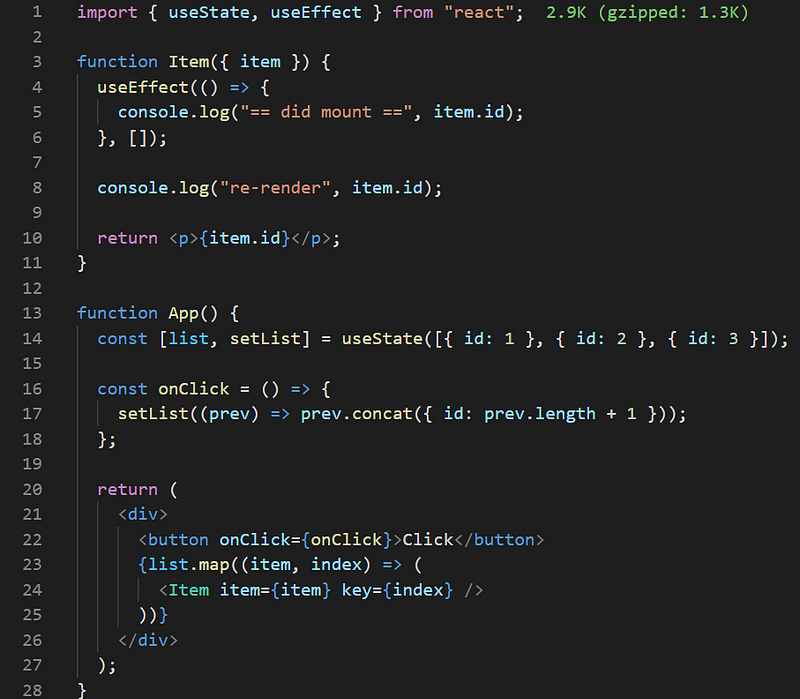 1 import { useState, useEffect } from "react"; 2.9K (gzipped: 1.3K)
2
3 function Item({ item }) {
4   useEffect(() => {
5     console.log("== did mount ==", item.id);
6   }, []);
7
8   console.log("re-render", item.id);
9
10   return <p>{item.id}</p>;
11 }
12
13 function App() {
14   const [list, setList] = useState([{ id: 1 }, { id: 2 }, { id: 3 }]);
15
16   const onClick = () => {
17     setList((prev) => prev.concat({ id: prev.length + 1 }));
18   };
19
20   return (
21     <div>
22       <button onClick={onClick}>Click</button>
23       {list.map((item, index) => (
24         <Item item={item} key={index} />
25       ))}
26     </div>
27   );
28 }